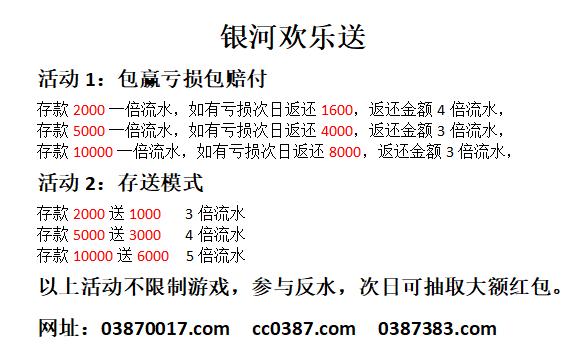 银河欢乐送
活动 1：包赢亏损包赔付
存款 2000 一倍流水，如有亏损次日返还 1600，返还金额 4 倍流水，
存款 5000 一倍流水，如有亏损次日返还 4000，返还金额 3 倍流水，
存款 10000 一倍流水，如有亏损次日返还 8000，返还金额 3 倍流水，
活动 2：存送模式
存款 2000 送 1000 3 倍流水
存款 5000 送 3000 4 倍流水
存款 10000 送 6000 5 倍流水
以上活动不限制游戏，参与反水，次日可抽取大额红包。
网址：03870017.com cc0387.com 0387383.com